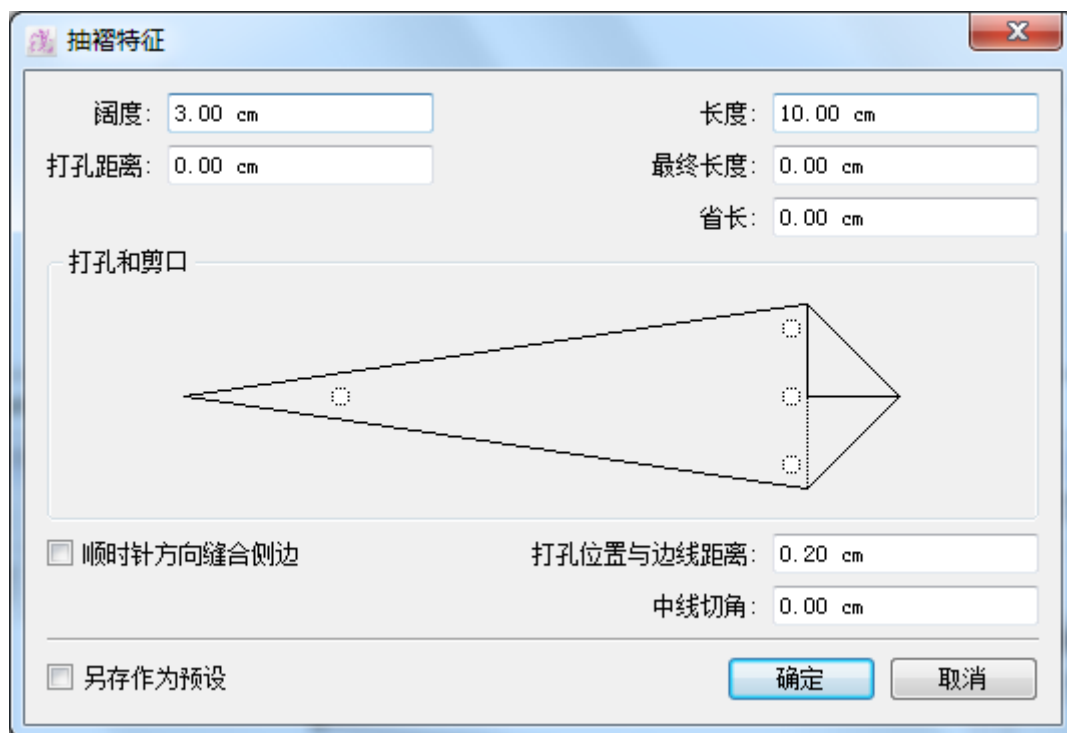 抽褶特征
阔度: 3.00 cm 长度: 10.00 cm
打孔距离: 0.00 cm 最终长度: 0.00 cm
省长: 0.00 cm
打孔和剪口
顺时针方向缝合侧边 打孔位置与边线距离: 0.20 cm
中线切角: 0.00 cm
另存作为预设 确定 取消